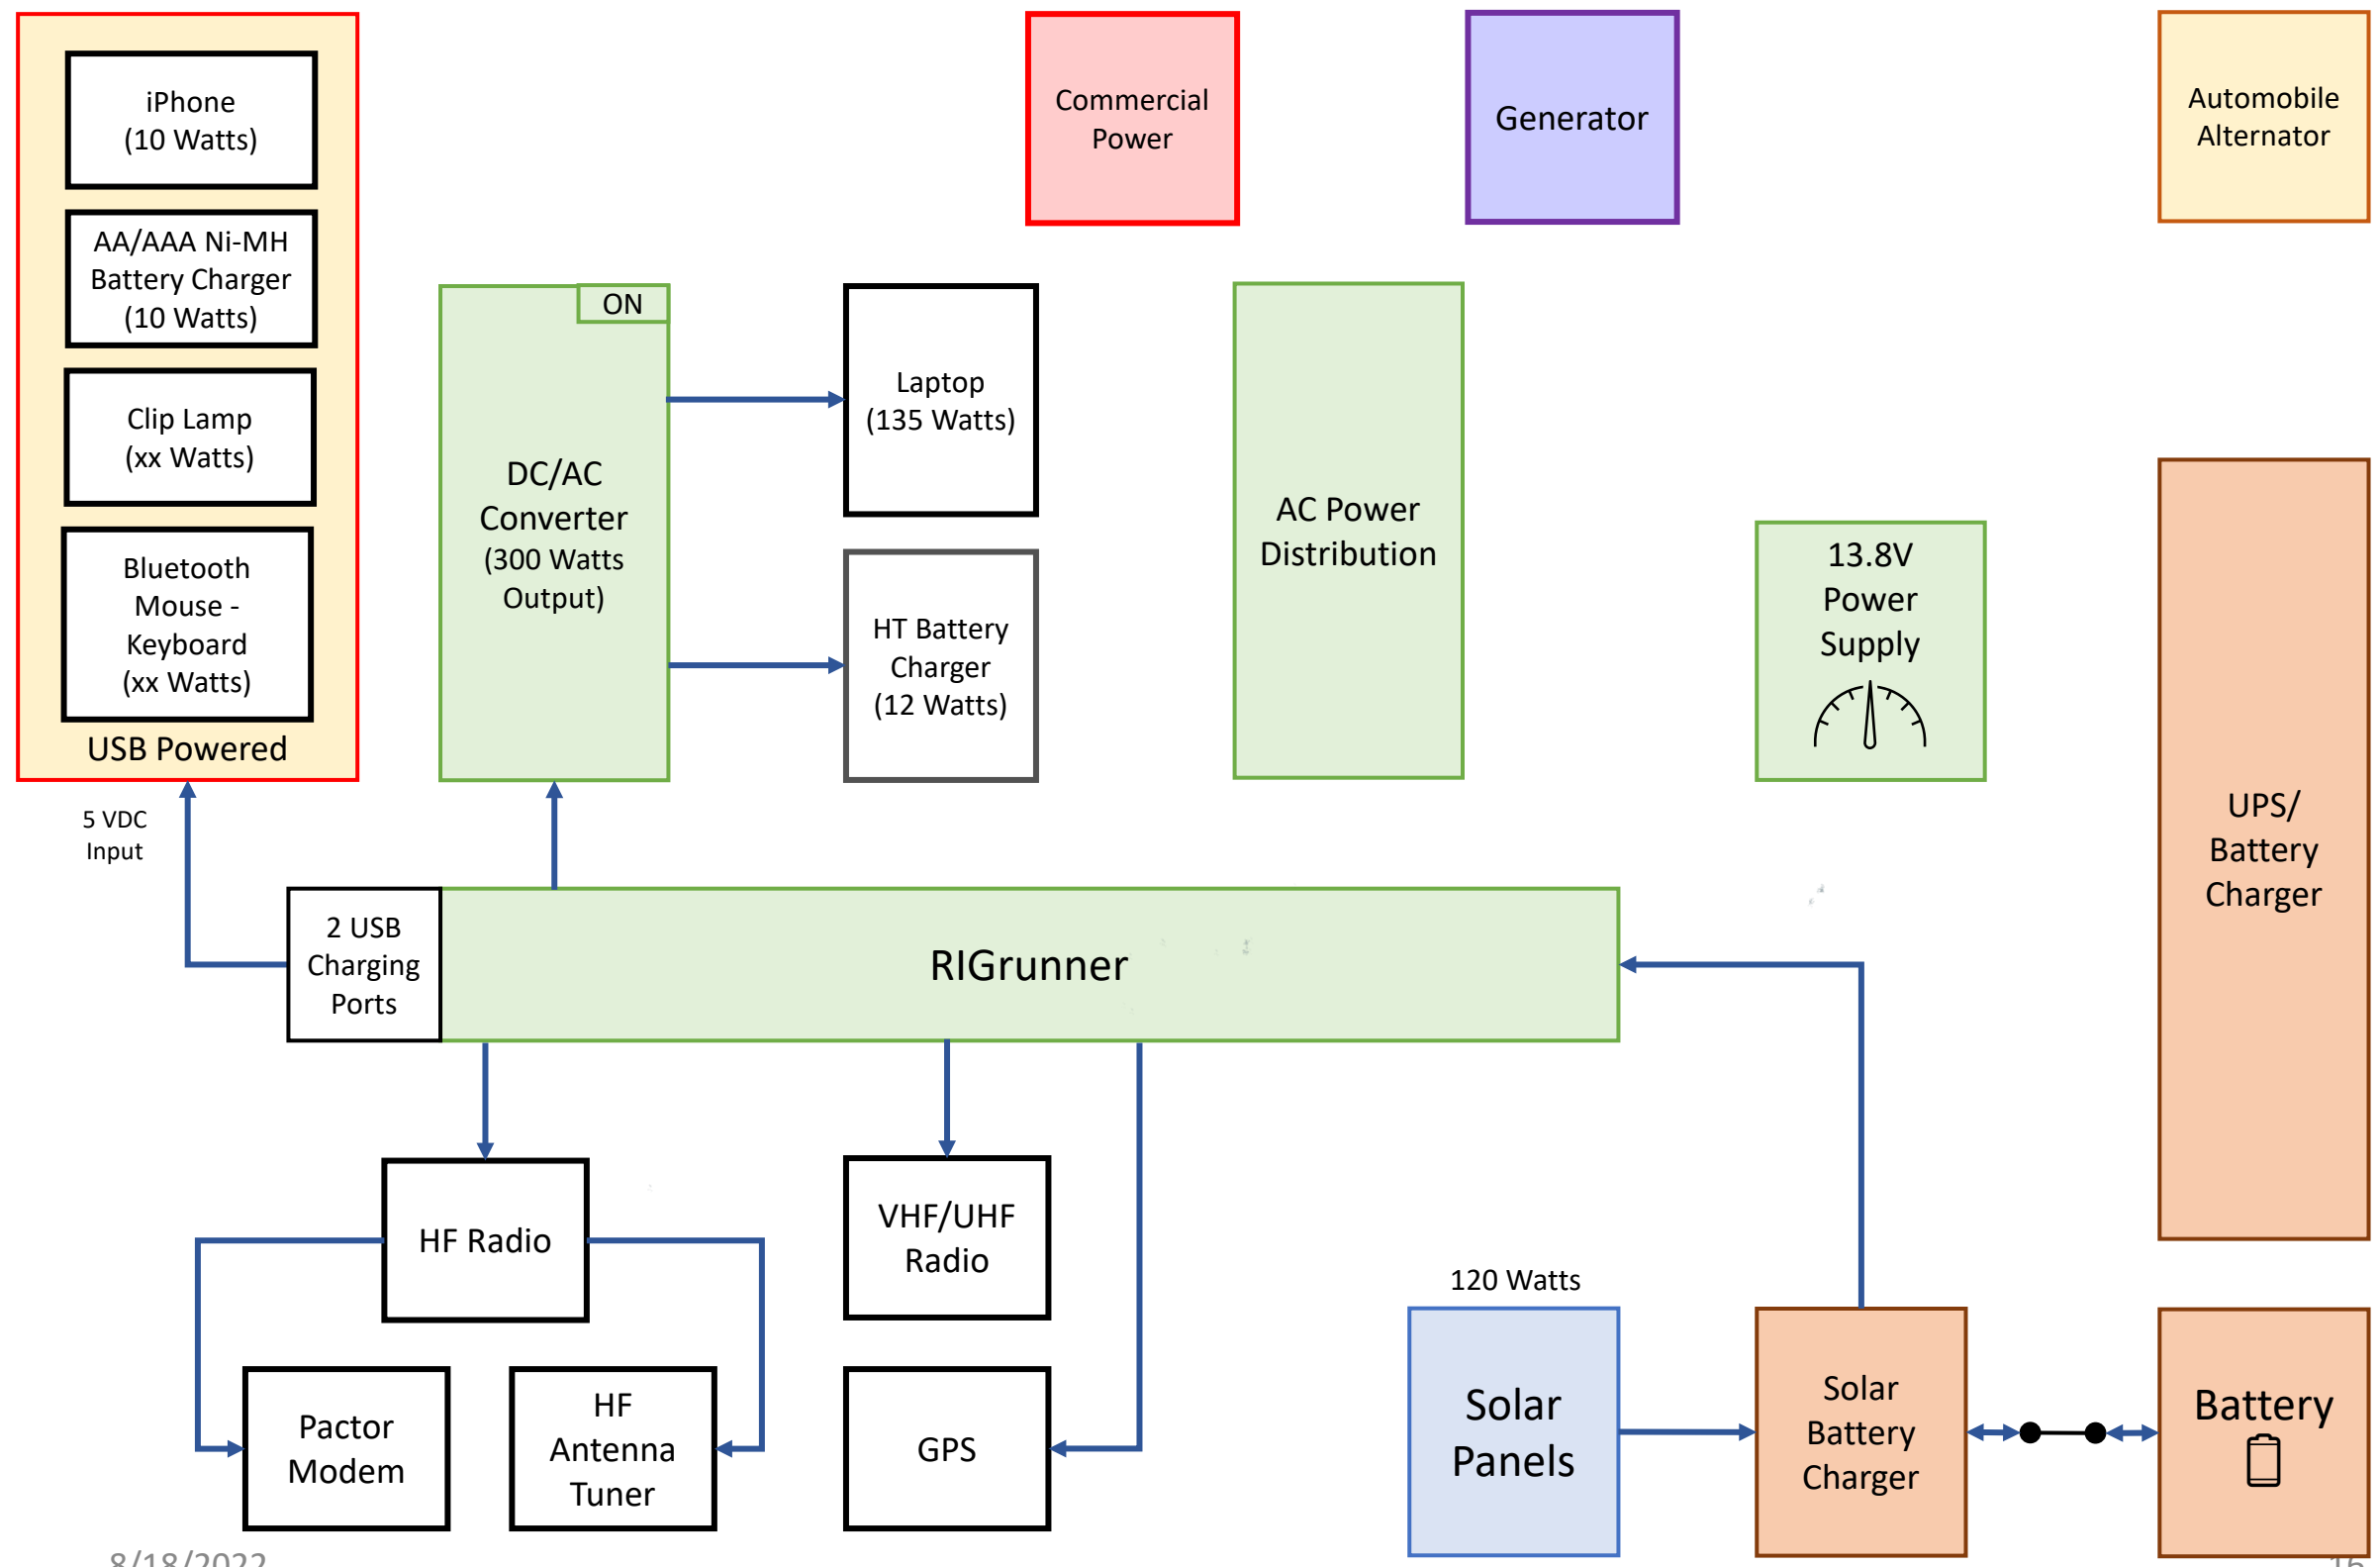 iPhone
(10 Watts)
AA/AAA Ni-MH
Battery Charger
(10 Watts)
Clip Lamp
(xx Watts)
Bluetooth
Mouse -
Keyboard
(xx Watts)
USB Powered
5 VDC
Input
Commercial
Power
Generator
Automobile
Alternator
ON
DC/AC
Converter
(300 Watts
Output)
Laptop
(135 Watts)
HT Battery
Charger
(12 Watts)
AC Power
Distribution
13.8V
Power
Supply
UPS/
Battery
Charger
2 USB
Charging
Ports
RIGrunner
HF Radio
VHF/UHF
Radio
Pactor
Modem
HF
Antenna
Tuner
GPS
120 Watts
Solar
Panels
Solar
Battery
Charger
Battery
8/18/2022
16